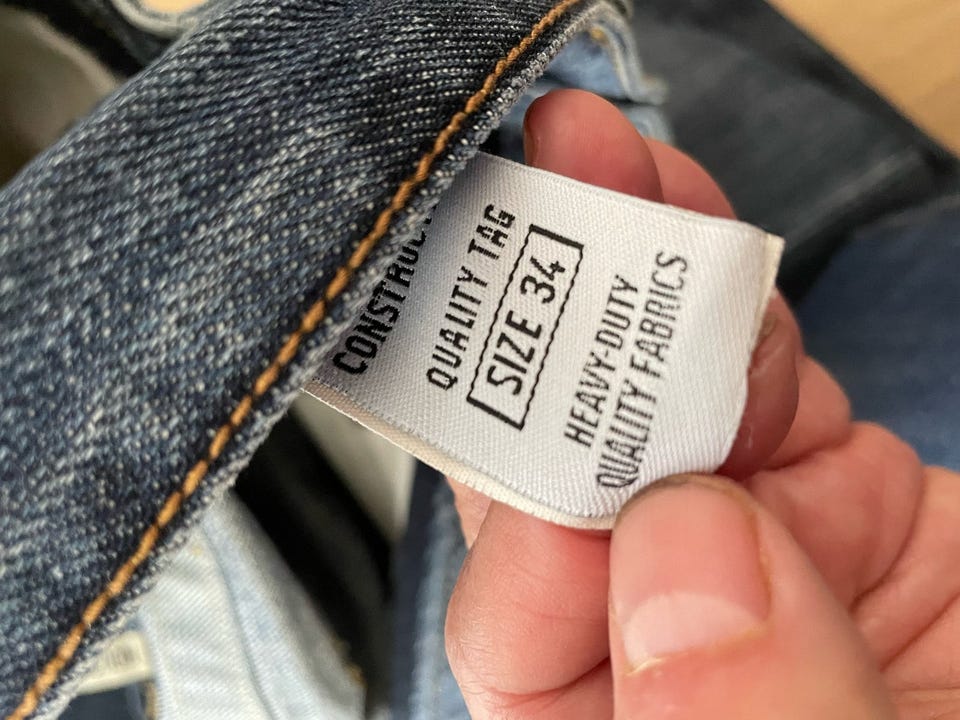 QUALITY TAG
SIZE 34
HEAVY-DUTY
QUALITY FABRICS